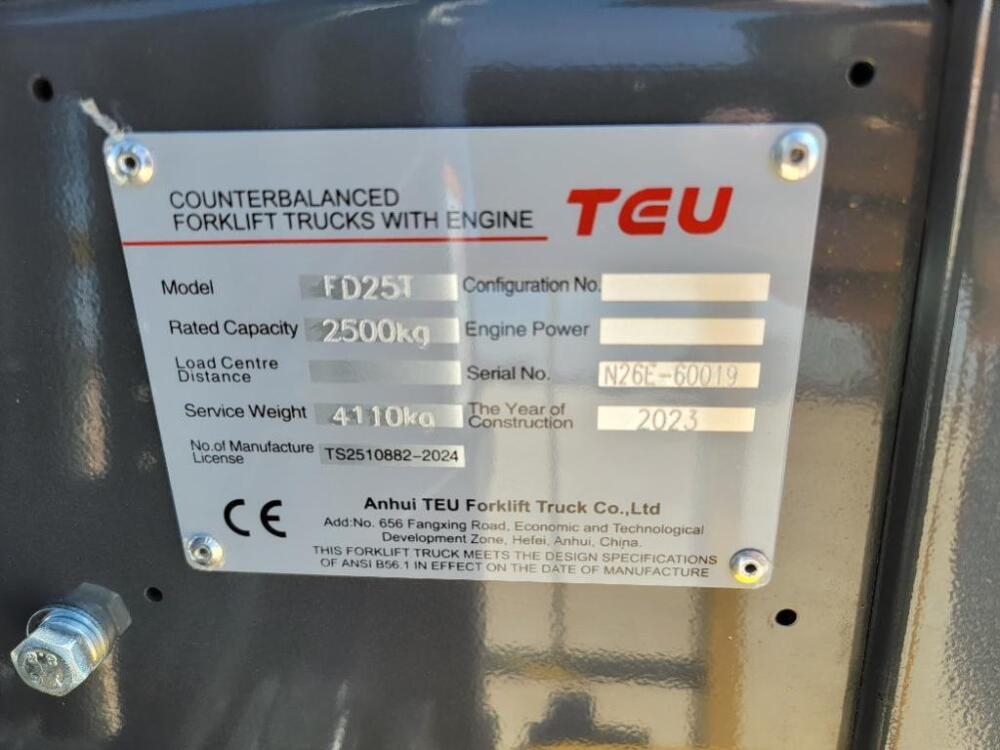 COUNTERBALANCED
FORKLIFT TRUCKS WITH ENGINE
TEU
Model FD25T Configuration No.
Rated Capacity 2500kg Engine Power
Load Centre
Distance
Serial No. N26E-60019
Service Weight 4110kg
The Year of
Construction
2023
No.of Manufacture
License
TS2510882-2024
CE
Anhui TEU Forklift Truck Co.,Ltd
Add:No. 656 Fangxing Road, Economic and Technological
Development Zone, Hefei, Anhui, China.
THIS FORKLIFT TRUCK MEETS THE DESIGN SPECIFICATIONS
OF ANSI B56.1 IN EFFECT ON THE DATE OF MANUFACTURE